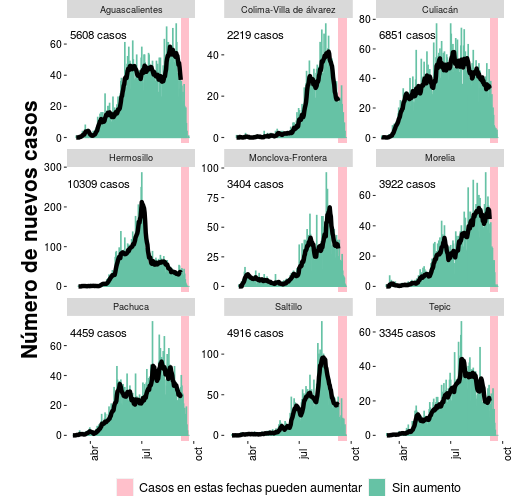 Número de nuevos casos
Aguascalientes
Colima-Villa de álvarez
Culiacán
5608 casos
2219 casos
6851 casos
60
40
20
0
40
20
0
80
60
40
20
0
Hermosillo
Monclova-Frontera
Morelia
10309 casos
3404 casos
3922 casos
300
200
100
0
100
75
50
25
0
60
40
20
0
Pachuca
Saltillo
Tepic
4459 casos
4916 casos
3345 casos
60
40
20
0
100
50
0
60
40
20
0
abr
jul
oct
abr
jul
oct
abr
jul
oct
Casos en estas fechas pueden aumentar
Sin aumento